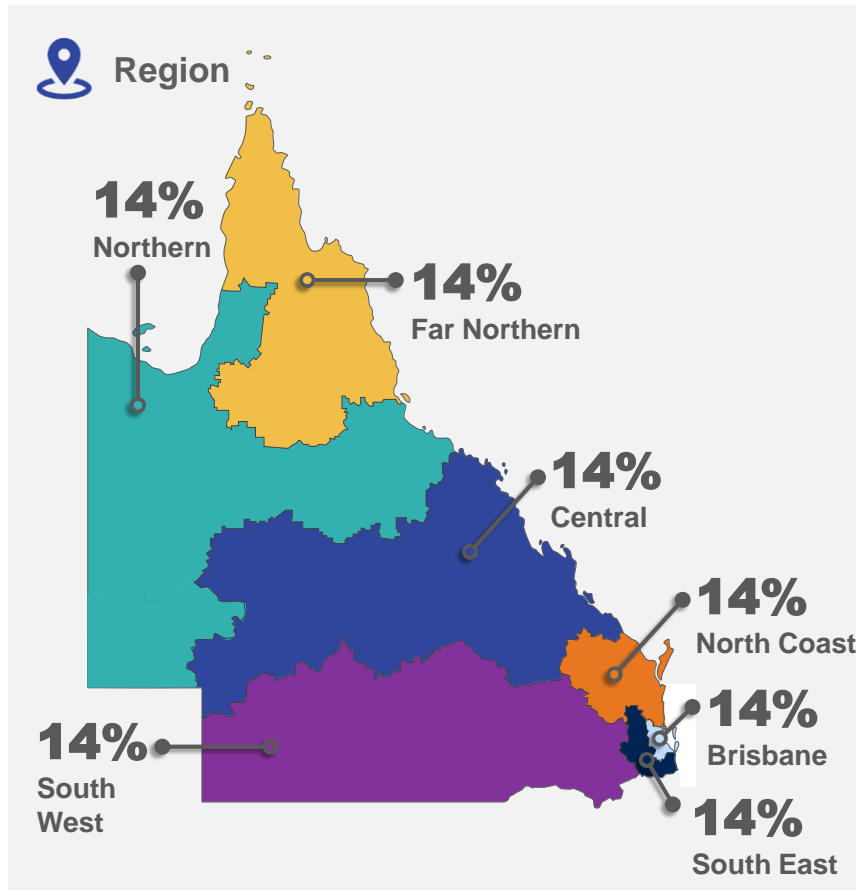 Region
14%
Northern
14%
Far Northern
14%
Central
14%
North Coast
14%
Brisbane
14%
South
West
14%
South East